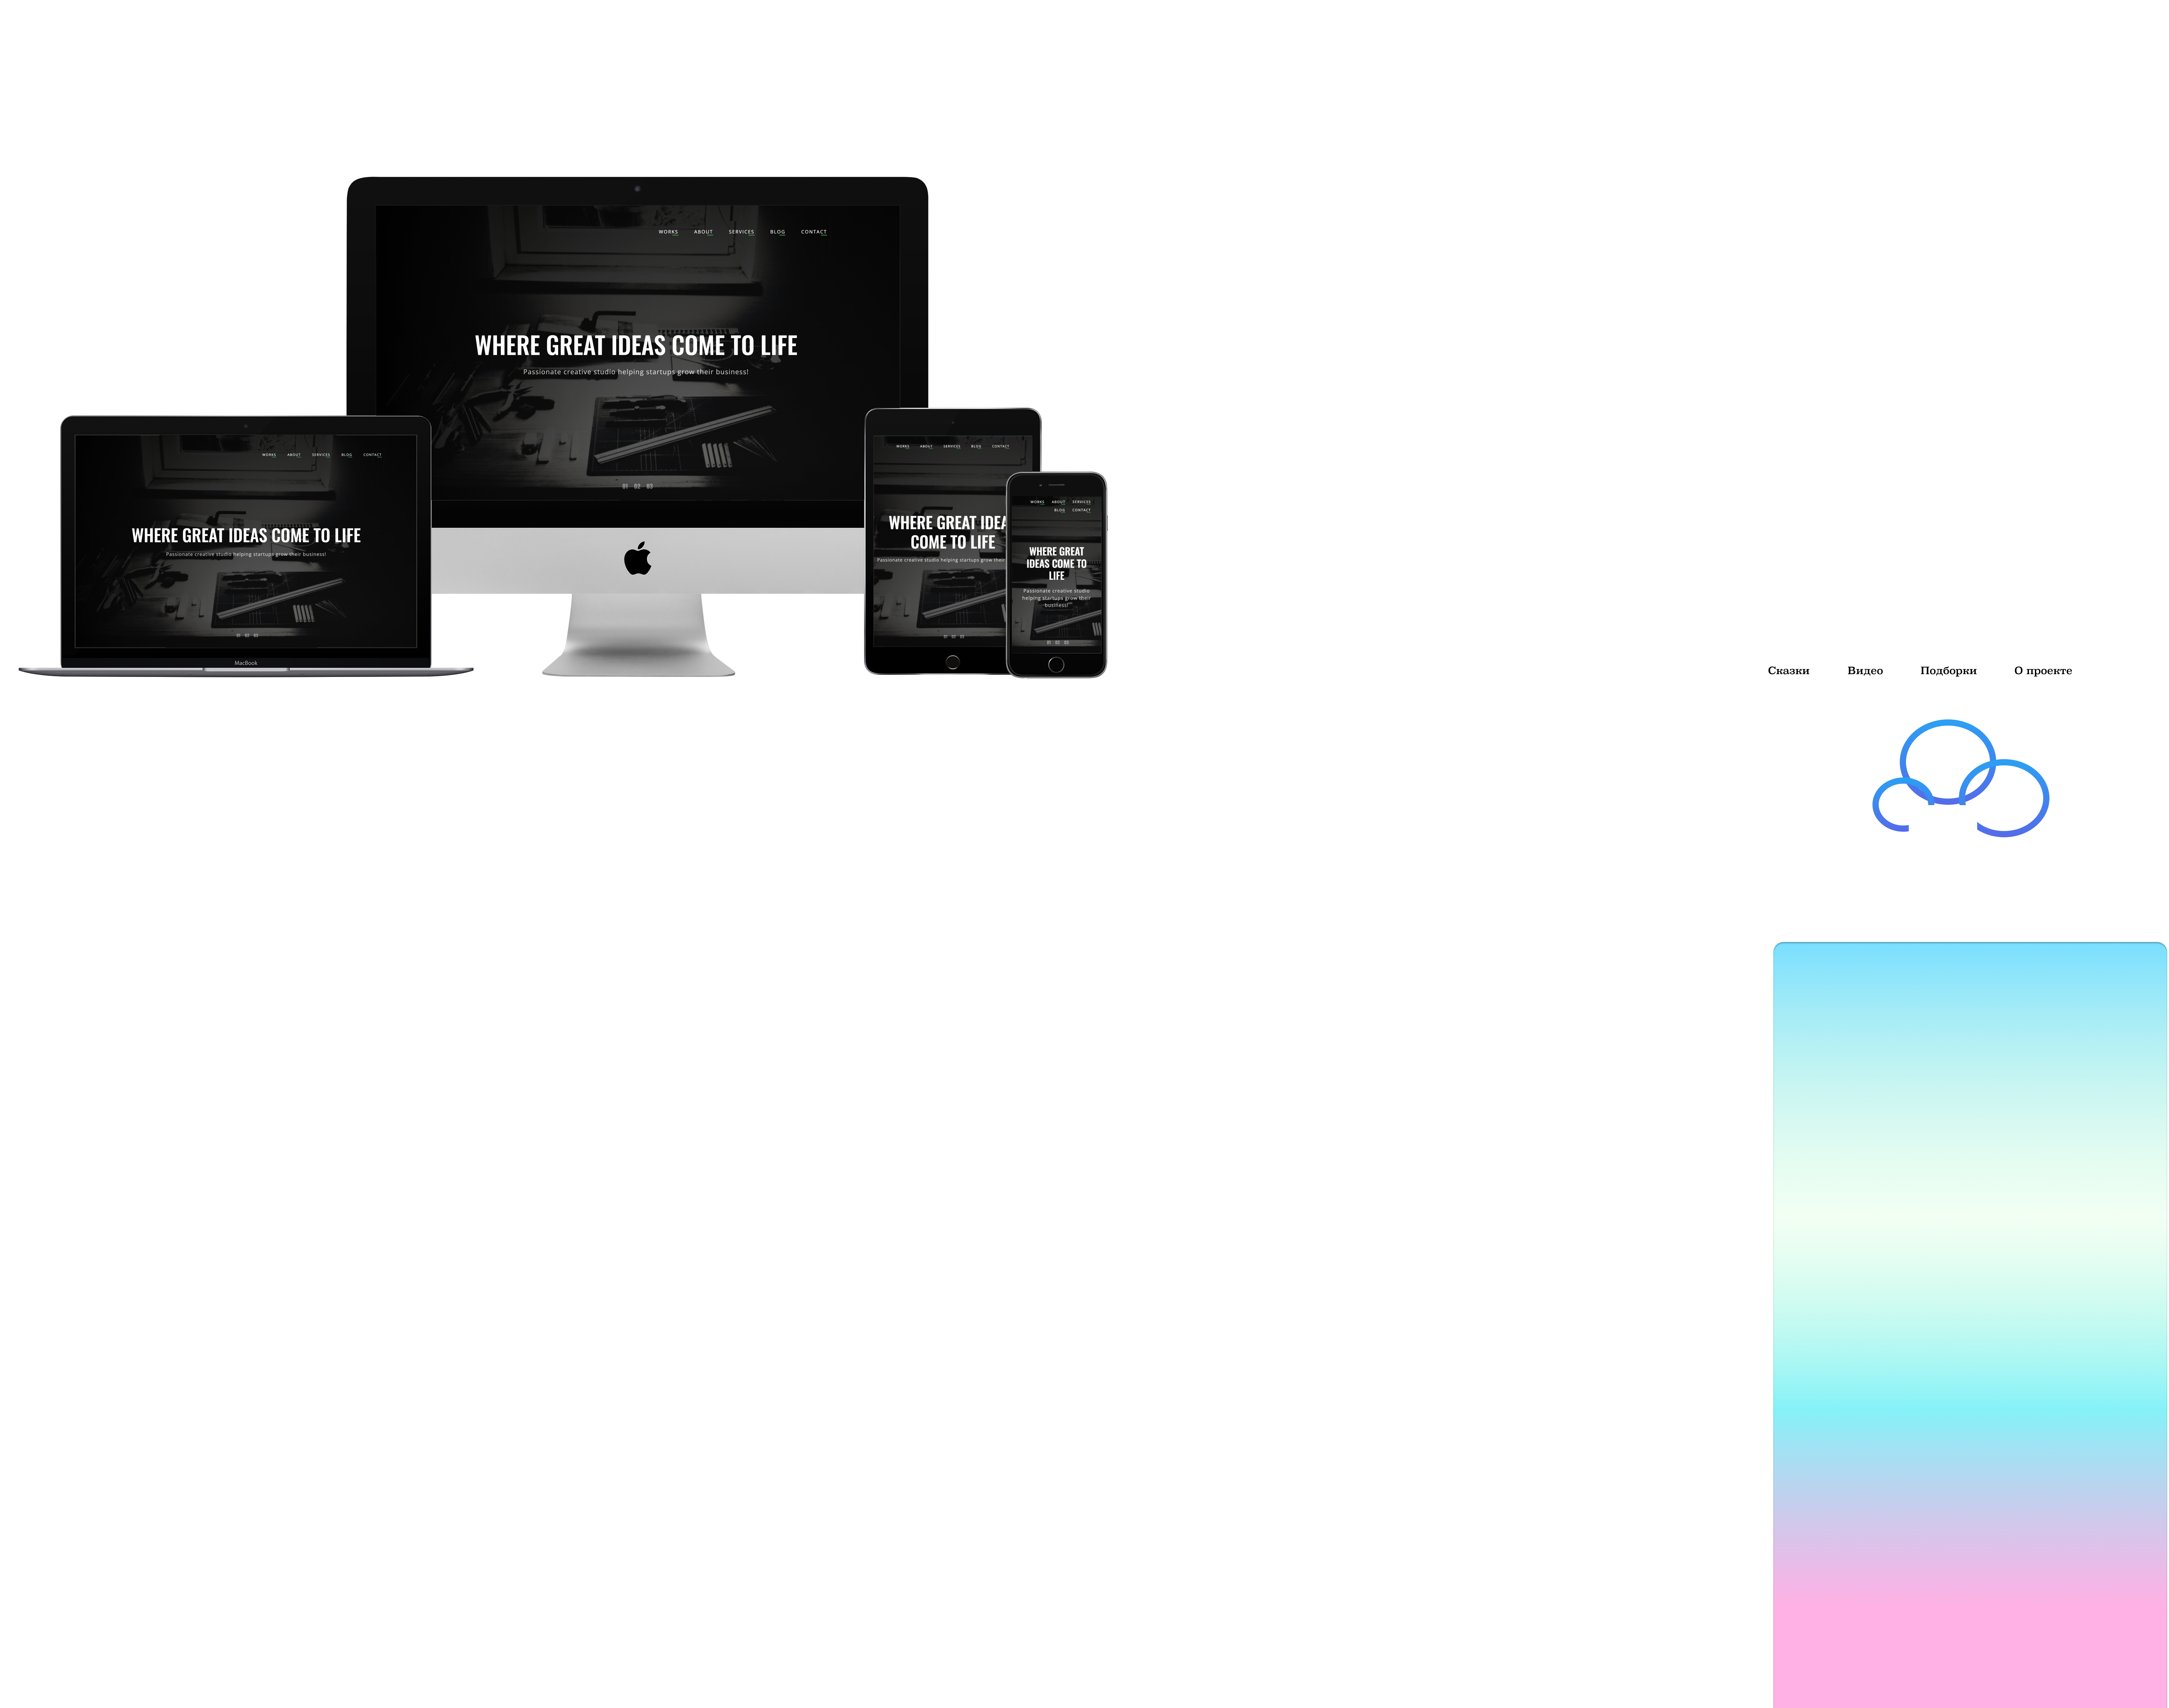 WORKS ABOUT SERVICES BLOG CONTACT
WHERE GREAT IDEAS COME TO LIFE
Passionate creative studio helping startups grow their business!
01 02 03
WORKS ABOUT SERVICES BLOG CONTACT
WHERE GREAT IDEAS COME TO LIFE
Passionate creative studio helping startups grow their business!
01 02 03
MacBook
WORKS ABOUT SERVICES BLOG CONTACT
WHERE GREAT IDEA
COME TO LIFE
Passionate creative studio helping startups grow their
01 02 03
WORKS ABOUT SERVICES
BLOG CONTACT
WHERE GREAT
IDEAS COME TO
LIFE
Passionate creative studio
helping startups grow their
business!
01 02 03
Сказки Видео Подборки О проекте